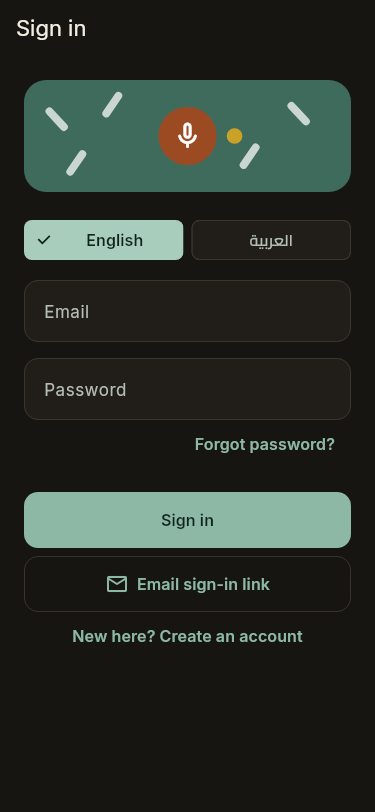 Sign in
English
العربية
Email
Password
Forgot password?
Sign in
Email sign-in link
New here? Create an account